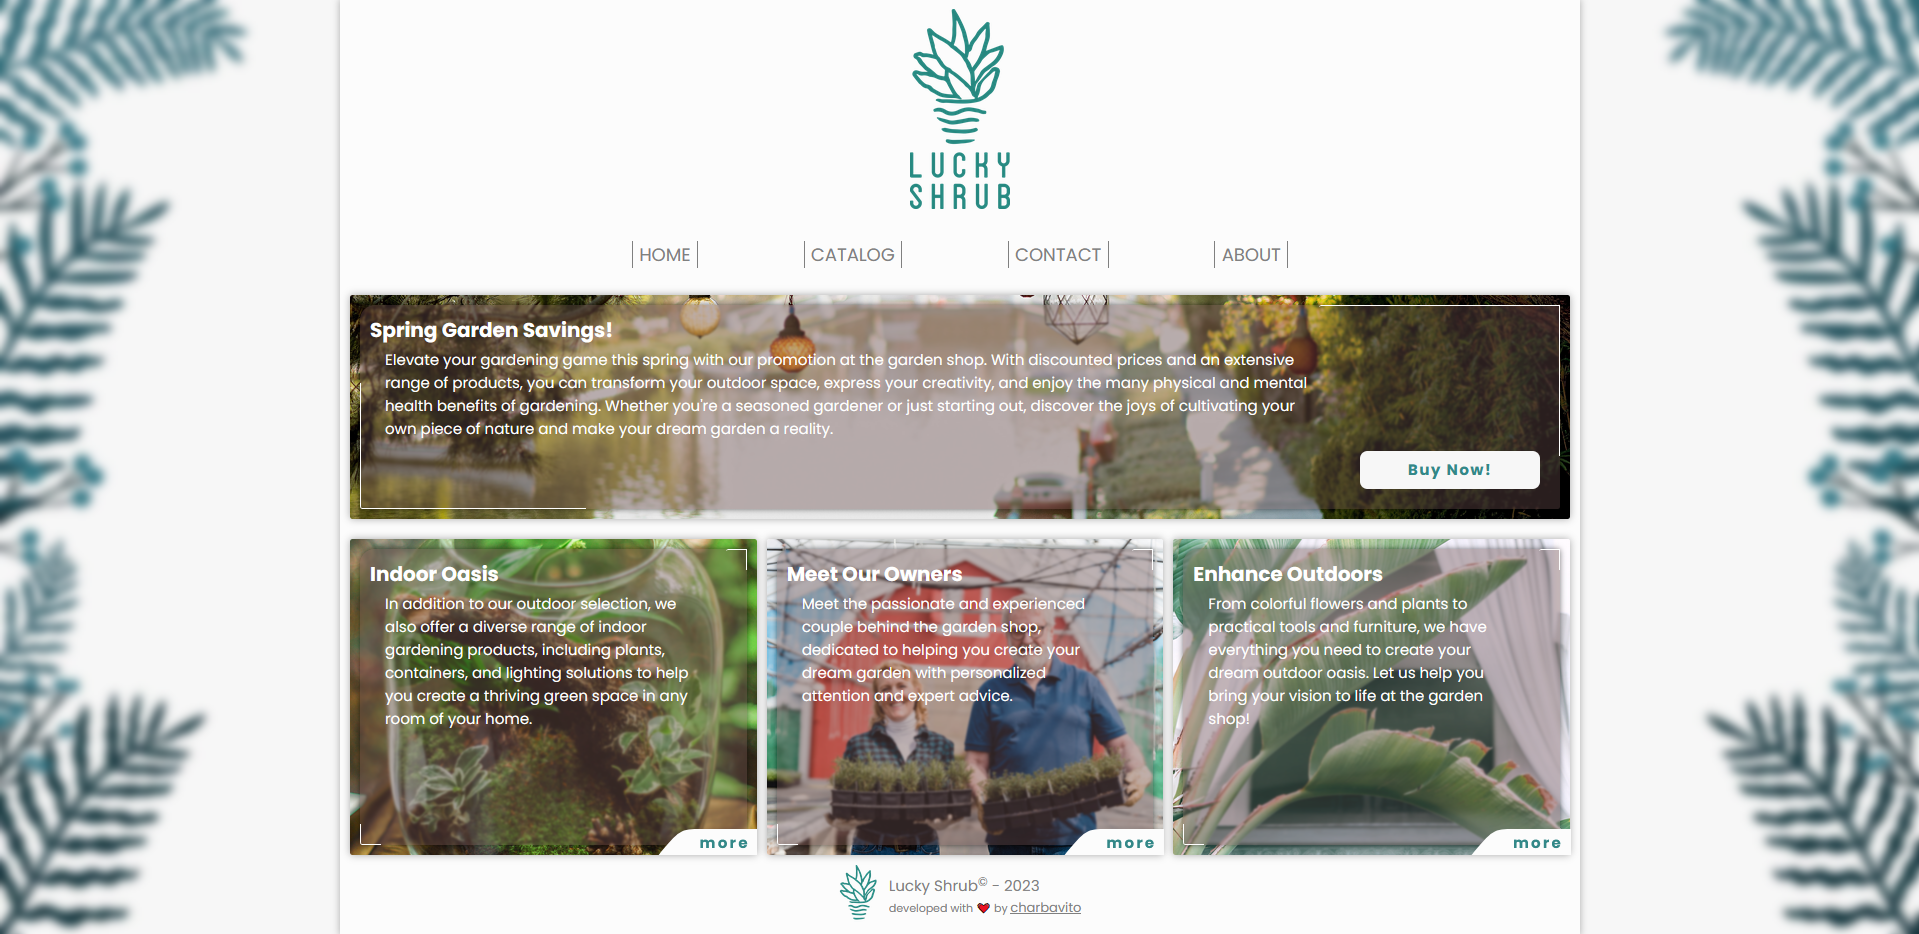 LUCKY
SHRUB
HOME
CATALOG
CONTACT
ABOUT
Spring Garden Savings!
Elevate your gardening game this spring with our promotion at the garden shop. With discounted prices and an extensive
range of products, you can transform your outdoor space, express your creativity, and enjoy the many physical and mental
health benefits of gardening. Whether you're a seasoned gardener or just starting out, discover the joys of cultivating your
own piece of nature and make your dream garden a reality.
Buy Now!
Indoor Oasis
In addition to our outdoor selection, we
also offer a diverse range of indoor
gardening products, including plants,
containers, and lighting solutions to help
you create a thriving green space in any
room of your home.
more
Meet Our Owners
Meet the passionate and experienced
couple behind the garden shop,
dedicated to helping you create your
dream garden with personalized
attention and expert advice.
more
Enhance Outdoors
From colorful flowers and plants to
practical tools and furniture, we have
everything you need to create your
dream outdoor oasis. Let us help you
bring your vision to life at the garden
shop!
more
Lucky Shrub© - 2023
developed with ❤ by charbavito